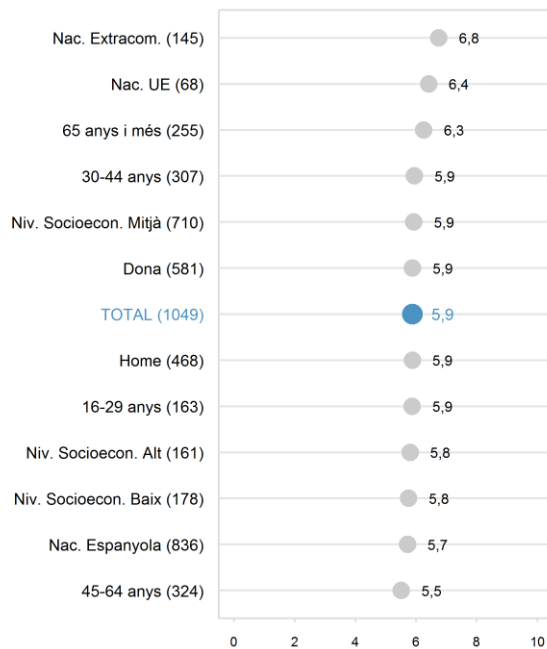 Nac. Extracom. (145) 6,8
Nac. UE (68) 6,4
65 anys i més (255) 6,3
30-44 anys (307) 5,9
Niv. Socioecon. Mitjà (710) 5,9
Dona (581) 5,9
TOTAL (1049) 5,9
Home (468) 5,9
16-29 anys (163) 5,9
Niv. Socioecon. Alt (161) 5,8
Niv. Socioecon. Baix (178) 5,8
Nac. Espanyola (836) 5,7
45-64 anys (324) 5,5
0 2 4 6 8 10